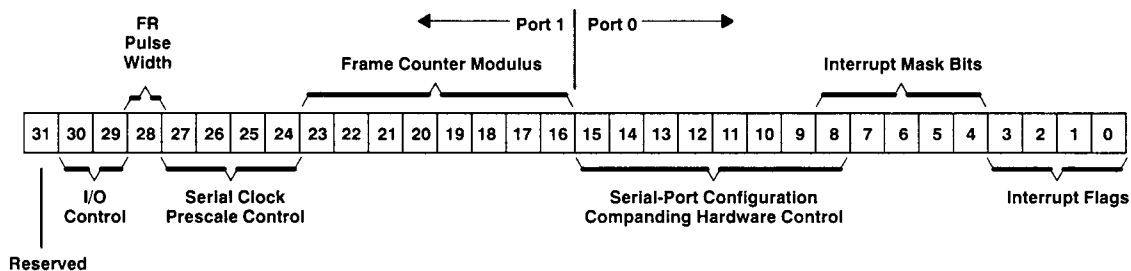 FR
Pulse
Width
Port 1
Port 0
Frame Counter Modulus
Interrupt Mask Bits
31 30 29 28 27 26 25 24 23 22 21 20 19 18 17 16 15 14 13 12 11 10 9 8 7 6 5 4 3 2 1 0
I/O
Control
Serial Clock
Prescale Control
Serial-Port Configuration
Companding Hardware Control
Interrupt Flags
Reserved